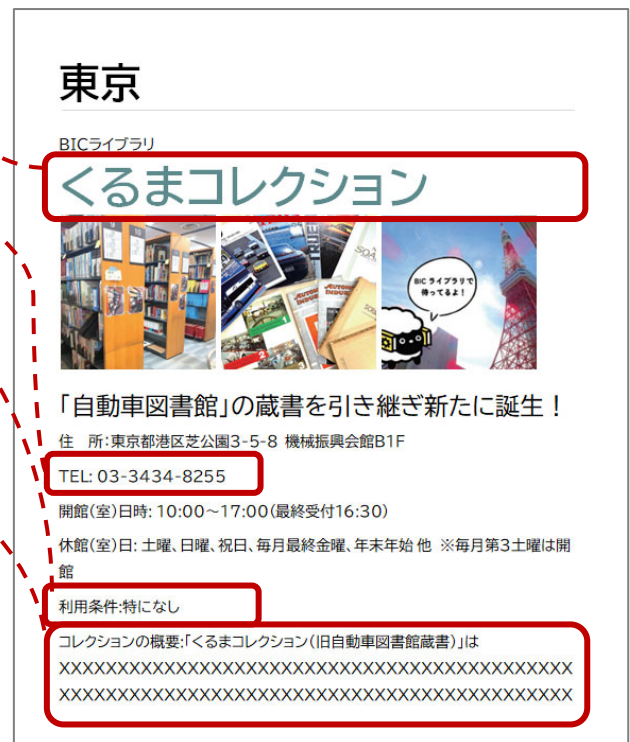 東京
BICライブラリ
くるまコレクション
BIC ライブラリで
待ってるよ!
「自動車図書館」の蔵書を引き継ぎ新たに誕生！
住　所:東京都港区芝公園3-5-8 機械振興会館B1F
TEL: 03-3434-8255
開館(室)日時: 10:00～17:00(最終受付16:30)
休館(室)日: 土曜、日曜、祝日、毎月最終金曜、年末年始 他 ※毎月第3土曜は開
館
利用条件:特になし
コレクションの概要:「くるまコレクション(旧自動車図書館蔵書)」は
XXXXXXXXXXXXXXXXXXXXXXXXXXXXXXXXXXXXXXXXXXXX
XXXXXXXXXXXXXXXXXXXXXXXXXXXXXXXXXXXXXXXXXXXX